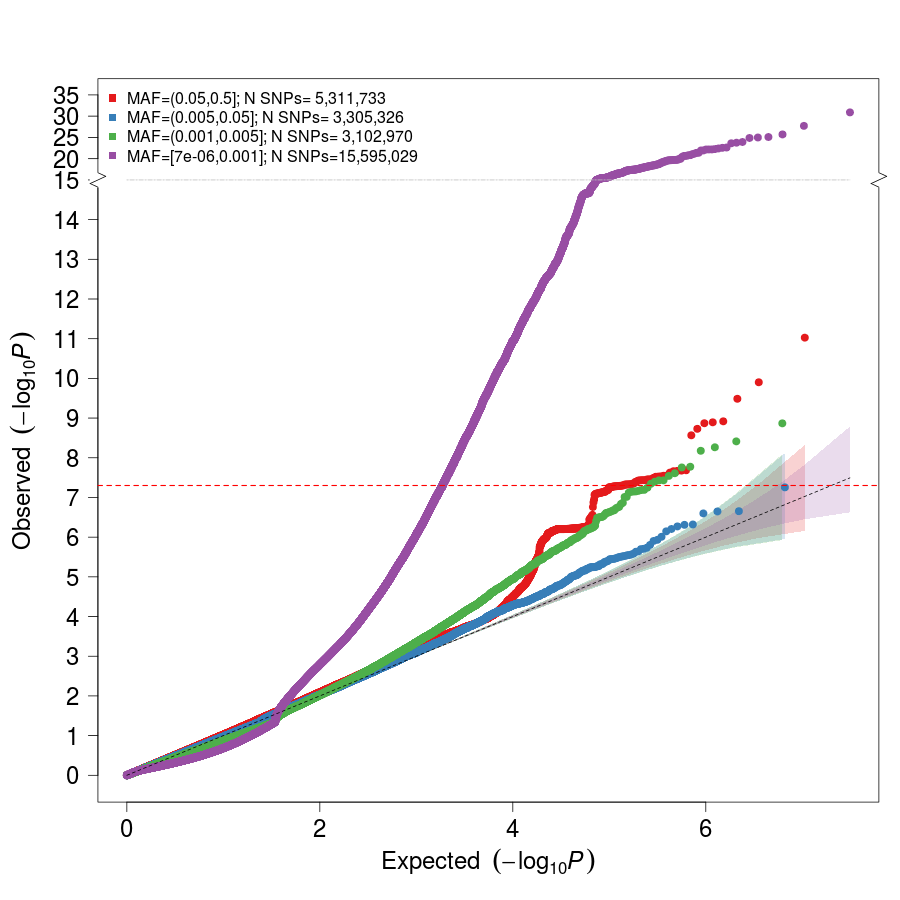 MAF=(0.05,0.5]; N SNPs= 5,311,733
MAF=(0.005,0.05]; N SNPs= 3,305,326
MAF=(0.001,0.005]; N SNPs= 3,102,970
MAF=[7e-06,0.001]; N SNPs=15,595,029
35
30
25
20
15
14
13
12
11
10
9
8
7
6
5
4
3
2
1
0
Observed (−log₁₀P)
0 2 4 6
Expected (−log₁₀P)